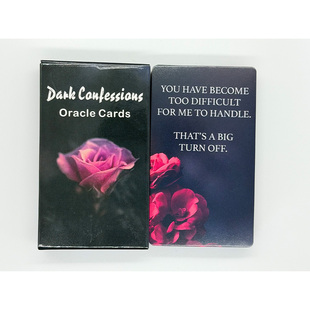 Dark Confessions
Oracle Cards
YOU HAVE BECOME
TOO DIFFICULT
FOR ME TO HANDLE.
THAT'S A BIG
TURN OFF.